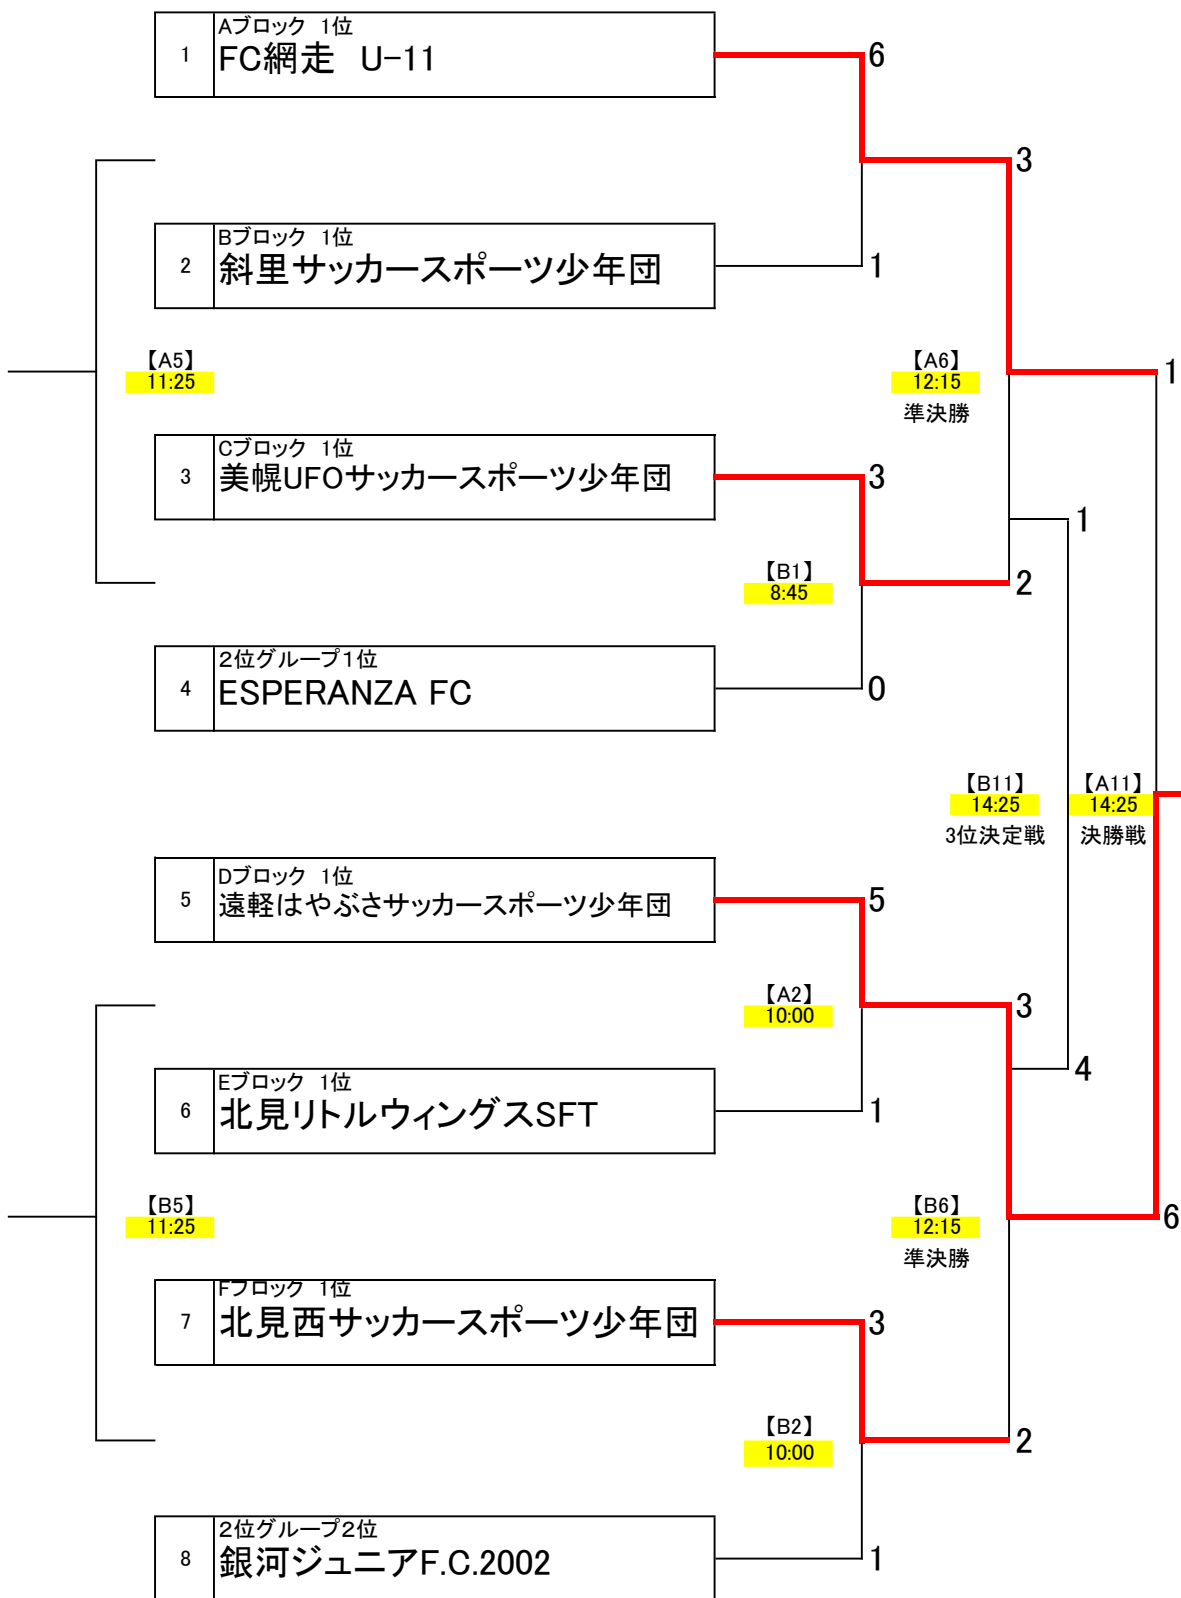 Aブロック 1位
1
FC網走 U-11
6
3
Bブロック 1位
2
斜里サッカースポーツ少年団
1
【A5】
11:25
【A6】
12:15
準決勝
1
Cブロック 1位
3
美幌UFOサッカースポーツ少年団
3
1
【B1】
8:45
2
2位グループ1位
4
ESPERANZA FC
0
【B11】
14:25
3位決定戦
【A11】
14:25
決勝戦
Dブロック 1位
5
遠軽はやぶさサッカースポーツ少年団
5
【A2】
10:00
3
4
Eブロック 1位
6
北見リトルウィングスSFT
1
【B5】
11:25
【B6】
12:15
準決勝
6
Fブロック 1位
7
北見西サッカースポーツ少年団
3
【B2】
10:00
2
2位グループ2位
8
銀河ジュニアF.C.2002
1